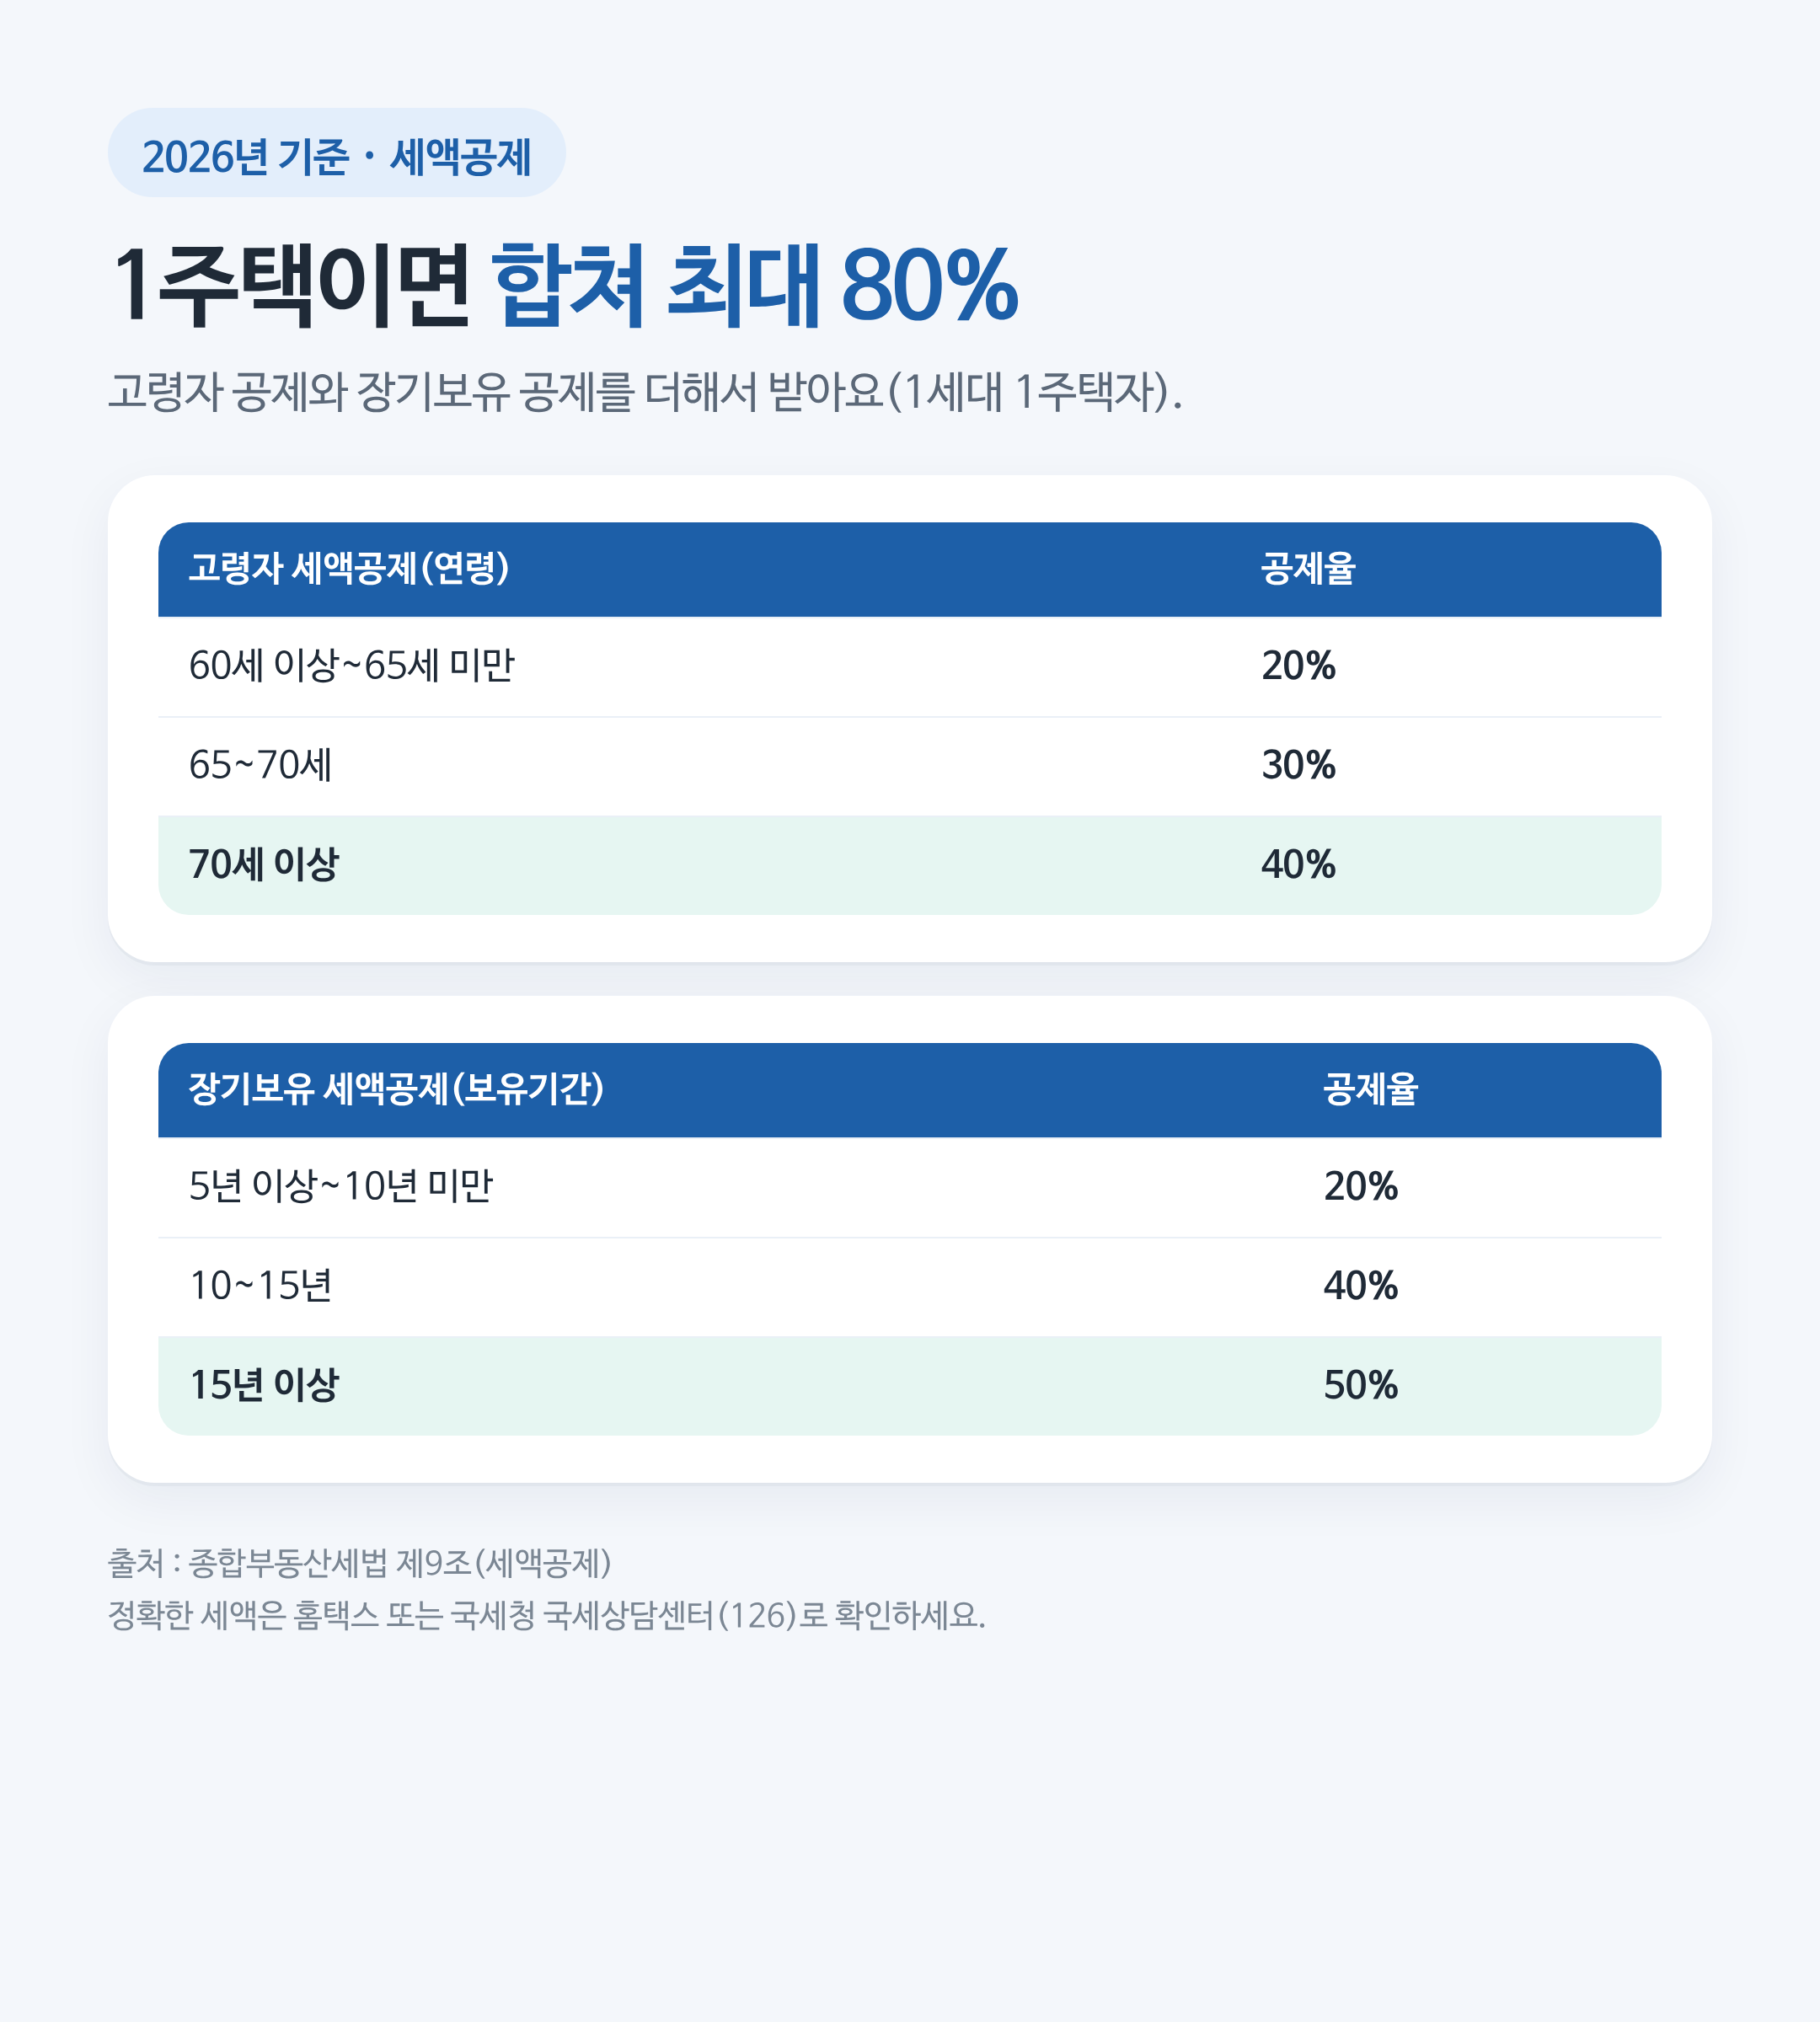 2026년 기준 · 세액공제
1주택이면 합쳐 최대 80%
고령자 공제와 장기보유 공제를 더해서 받아요(1세대 1주택자).
고령자 세액공제(연령) 공제율
60세 이상~65세 미만 20%
65~70세 30%
70세 이상 40%
장기보유 세액공제(보유기간) 공제율
5년 이상~10년 미만 20%
10~15년 40%
15년 이상 50%
출처 : 종합부동산세법 제9조(세액공제)
정확한 세액은 홈택스 또는 국세청 국세상담센터(126)로 확인하세요.